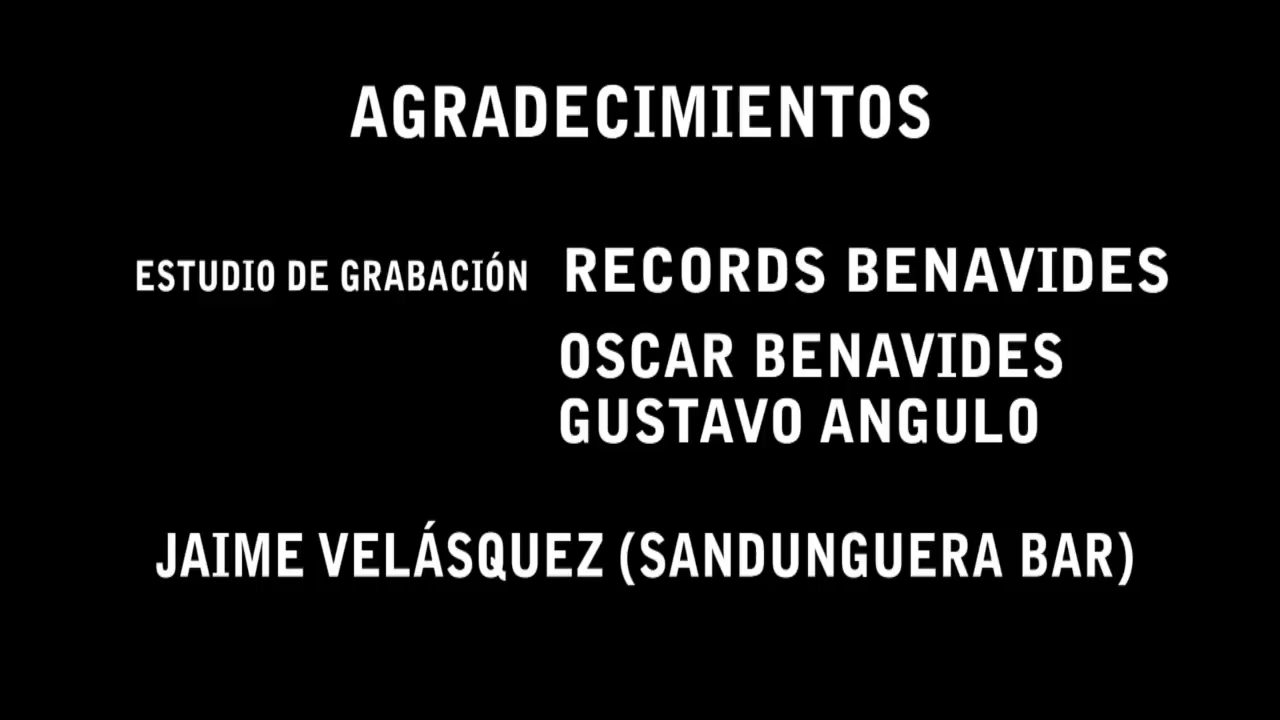 AGRADECIMIENTOS
ESTUDIO DE GRABACIÓN RECORDS BENAVIDES
OSCAR BENAVIDES
GUSTAVO ANGULO
JAIME VELÁSQUEZ (SANDUNGUERA BAR)